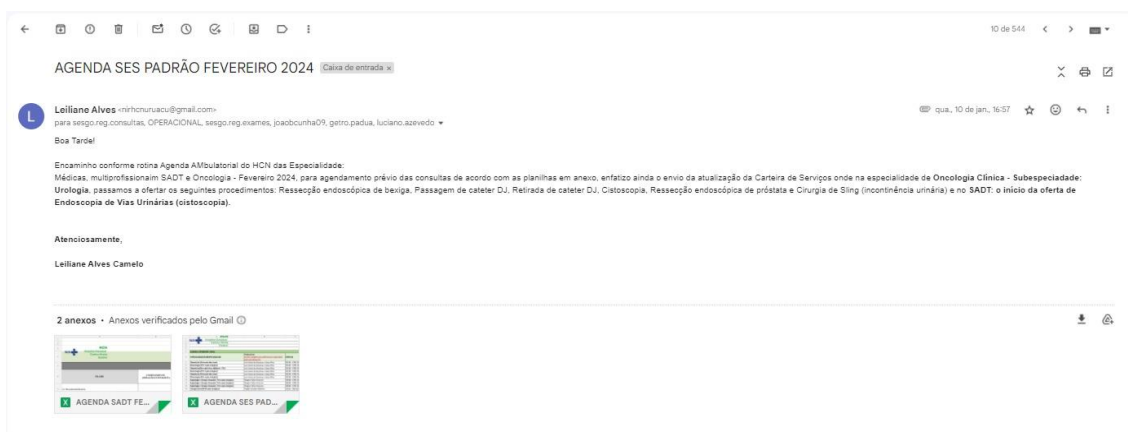 10 de 544
AGENDA SES PADRÃO FEVEREIRO 2024 Caixa de entrada x
L
Leiliane Alves <nirhcnuruacu@gmail.com> qua., 10 de jan., 16:57
para sesgo.reg.consultas, OPERACIONAL, sesgo.reg.exames, joaobcunha09, getro.padua, luciano.azevedo
Boa Tarde!
Encaminho conforme rotina Agenda AMbulatorial do HCN das Especialidade:
Médicas, multiprofissionaim SADT e Oncologia - Fevereiro 2024, para agendamento prévio das consultas de acordo com as planilhas em anexo, enfatizo ainda o envio da atualização da Carteira de Serviços onde na especialidade de Oncologia Clínica - Subespeciadade:
Urologia, passamos a ofertar os seguintes procedimentos: Ressecção endoscópica de bexiga, Passagem de cateter DJ, Retirada de cateter DJ, Cistoscopia, Ressecção endoscópica de próstata e Cirurgia de Sling (incontinência urinária) e no SADT: o início da oferta de
Endoscopia de Vias Urinárias (cistoscopia).
Atenciosamente,
Leiliane Alves Camelo
2 anexos • Anexos verificados pelo Gmail
X AGENDA SADT FE... X AGENDA SES PAD...